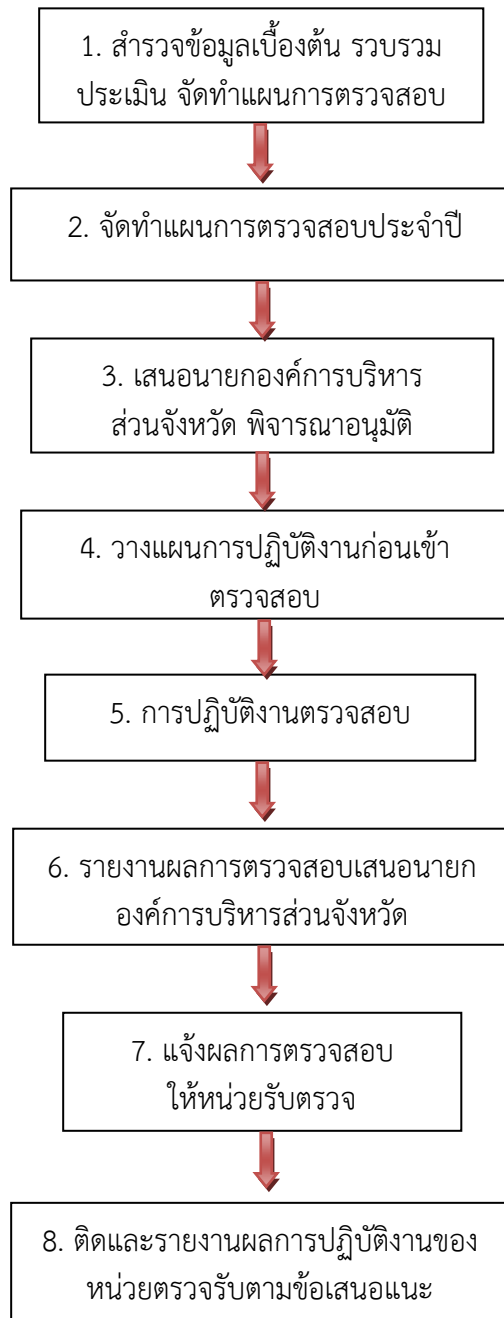 1. สำรวจข้อมูลเบื้องต้น รวบรวม
ประเมิน จัดทำแผนการตรวจสอบ
2. จัดทำแผนการตรวจสอบประจำปี
3. เสนอนายกองค์การบริหาร
ส่วนจังหวัด พิจารณาอนุมัติ
4. วางแผนการปฏิบัติงานก่อนเข้า
ตรวจสอบ
5. การปฏิบัติงานตรวจสอบ
6. รายงานผลการตรวจสอบเสนอนายก
องค์การบริหารส่วนจังหวัด
7. แจ้งผลการตรวจสอบ
ให้หน่วยรับตรวจ
8. ติดและรายงานผลการปฏิบัติงานของ
หน่วยตรวจรับตามข้อเสนอแนะ